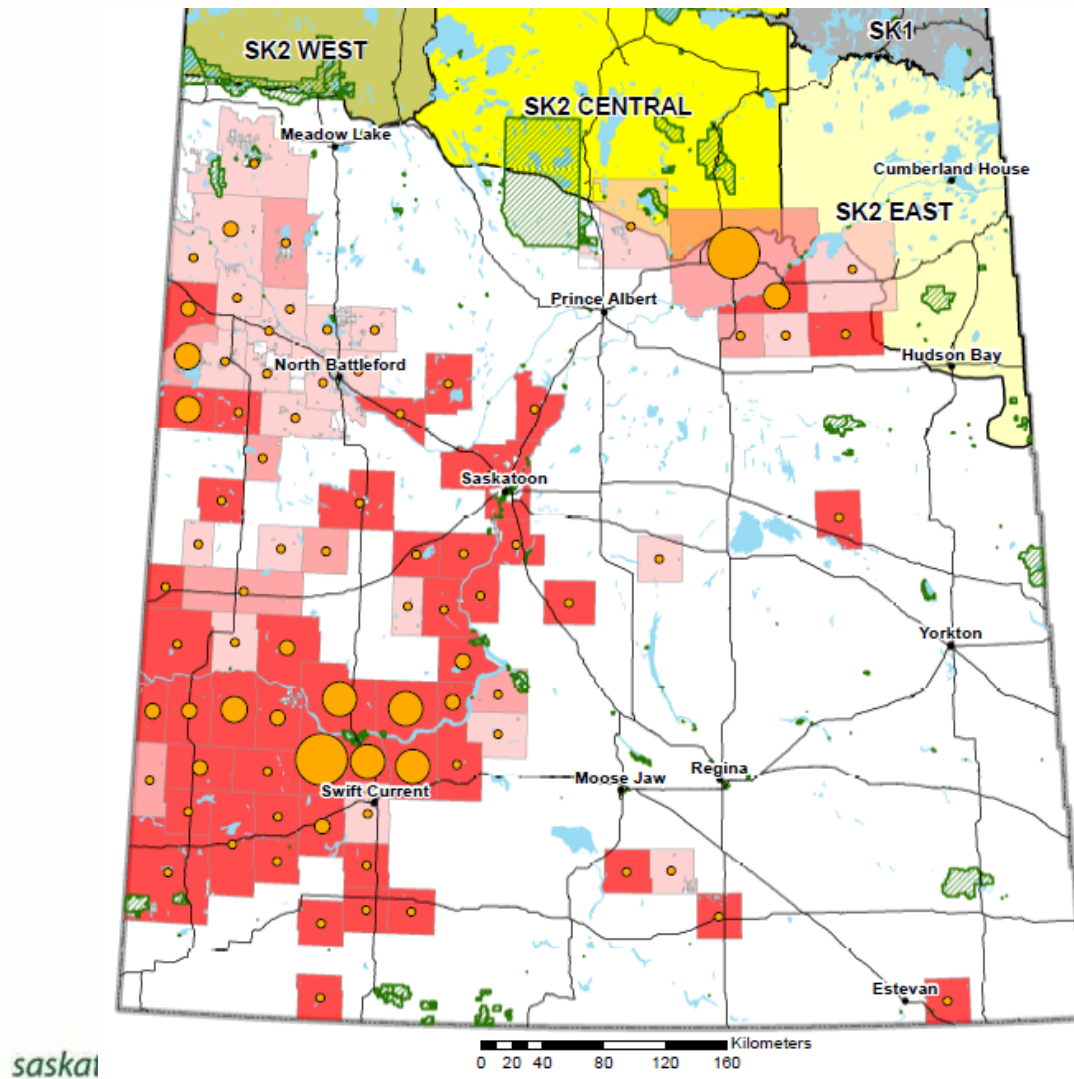 SK1
SK2 WEST
SK2 CENTRAL
Meadow Lake
Cumberland House
SK2 EAST
Prince Albert
Hudson Bay
North Battleford
Saskatoon
Yorkton
Regina
Moose Jaw
Swift Current
Estevan
Kilometers
0 20 40 80 120 160
saskat